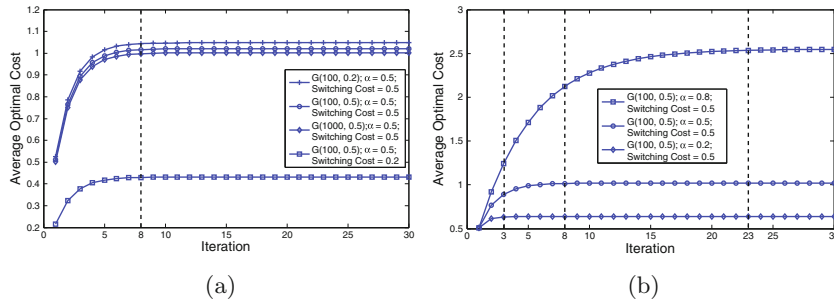 1.2
1.1
1
0.9
0.8
0.7
0.6
0.5
0.4
0.3
0.2
Average Optimal Cost
G(100, 0.2); α = 0.5;
Switching Cost = 0.5
G(100, 0.5); α = 0.5;
Switching Cost = 0.5
G(1000, 0.5);α = 0.5;
Switching Cost = 0.5
G(100, 0.5); α = 0.5;
Switching Cost = 0.2
0 5 8 10 15 20 25 30
Iteration
(a)
3
2.5
2
1.5
1
0.5
Average Optimal Cost
G(100, 0.5); α = 0.8;
Switching Cost = 0.5
G(100, 0.5); α = 0.5;
Switching Cost = 0.5
G(100, 0.5); α = 0.2;
Switching Cost = 0.5
0 3 5 8 10 15 20 23 25
Iteration
(b)